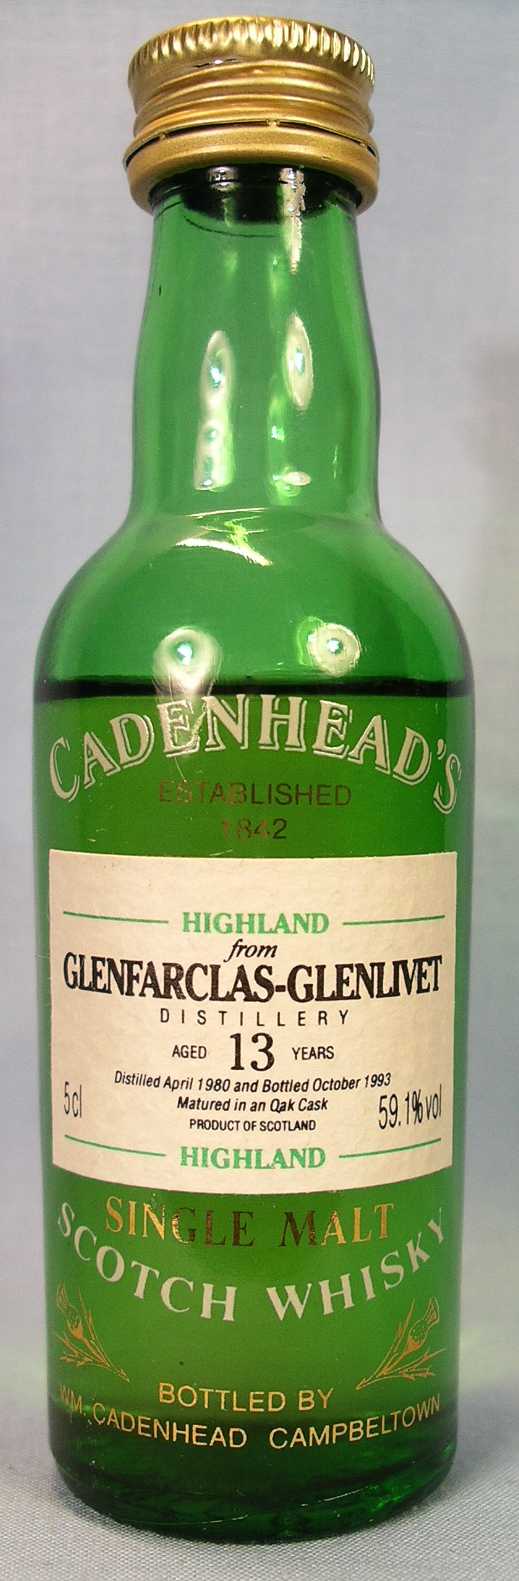 CADENHEAD'S
ESTABLISHED
1842
HIGHLAND
from
GLENFARCLAS-GLENLIVET
DISTILLERY
AGED 13 YEARS
Distilled April 1980 and Bottled October 1993
Matured in an Oak Cask
5cl 59.1% vol
PRODUCT OF SCOTLAND
HIGHLAND
SINGLE MALT
SCOTCH WHISKY
BOTTLED BY
WM. CADENHEAD CAMPBELTOWN